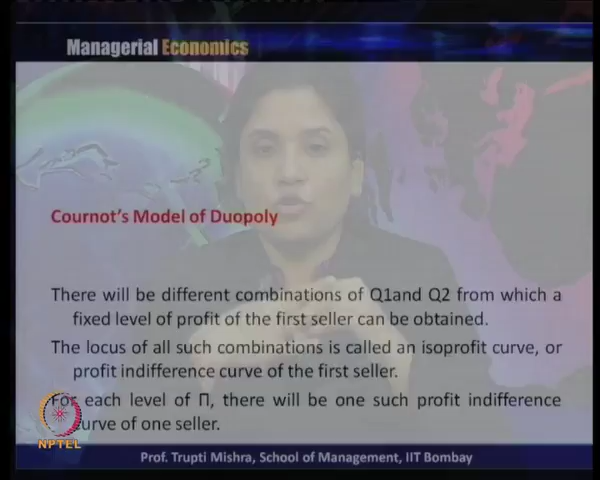 Managerial Economics
Cournot's Model of Duopoly
There will be different combinations of Q1and Q2 from which a
fixed level of profit of the first seller can be obtained.
The locus of all such combinations is called an isoprofit curve, or
profit indifference curve of the first seller.
For each level of Π, there will be one such profit indifference
curve of one seller.
NPTEL
Prof. Trupti Mishra, School of Management, IIT Bombay